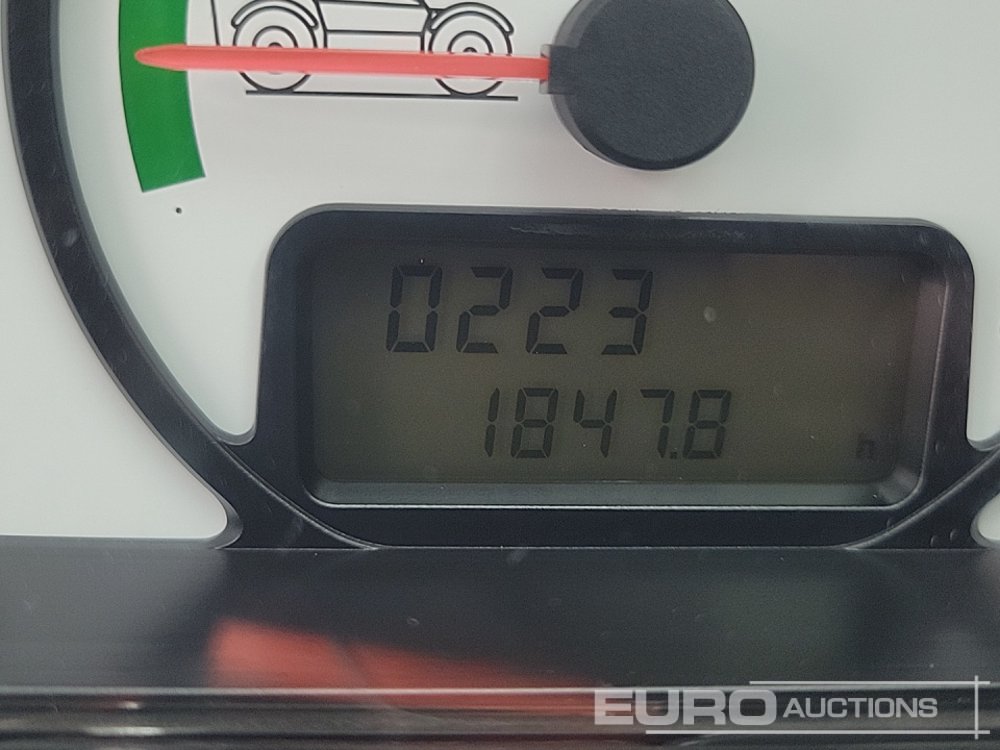 0223
1847.8
h
EURO AUCTIONS